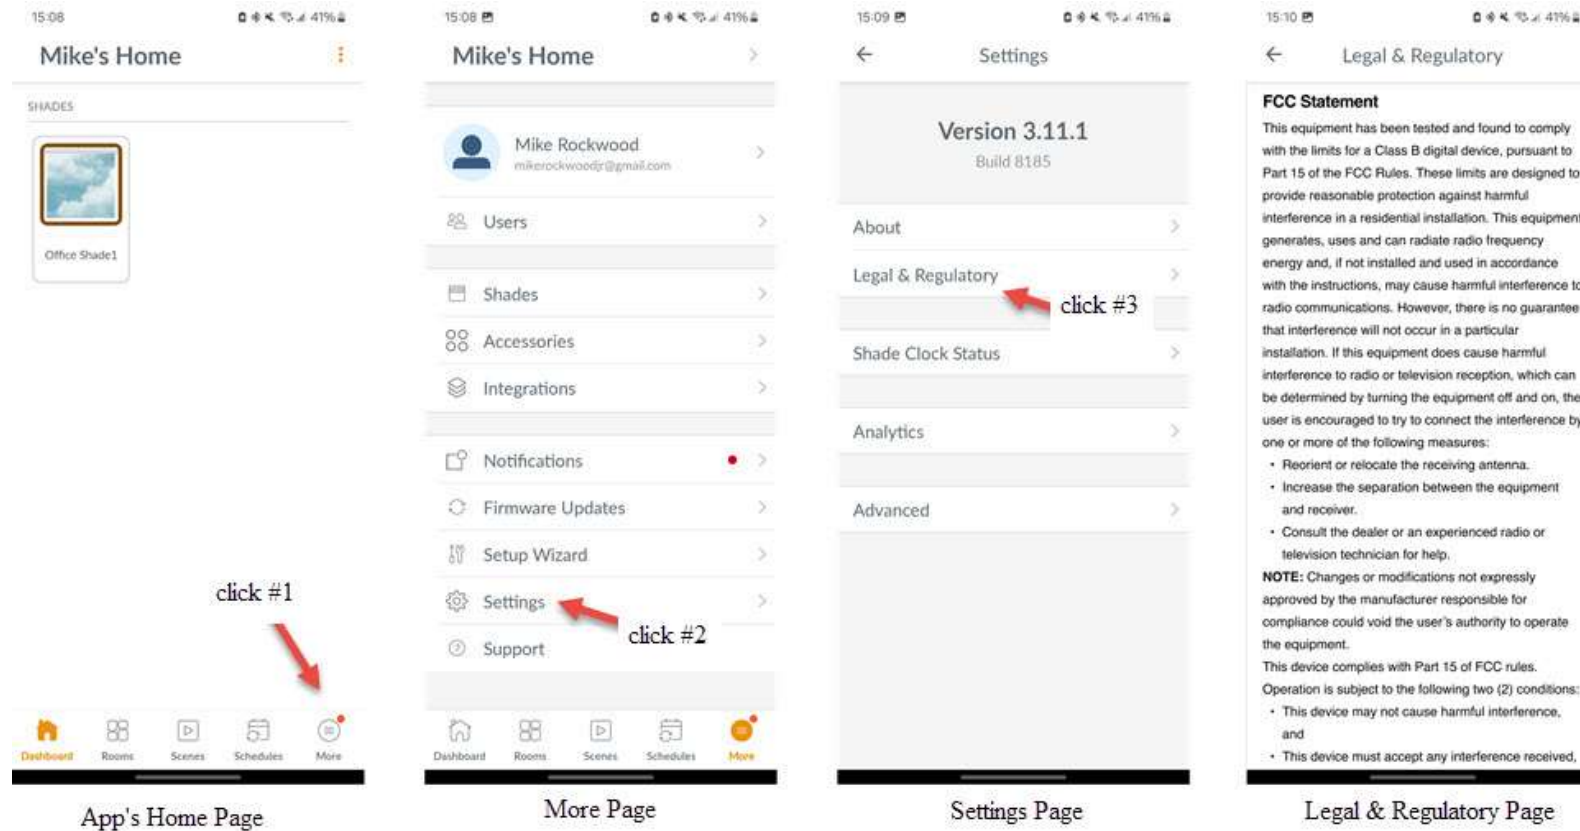 15:08
41%
Mike's Home
SHADES
Office Shade1
click #1
Dashboard
Rooms
Scenes
Schedules
More
App's Home Page
15:08
41%
Mike's Home
Mike Rockwood
mikerockwoodjr@gmail.com
Users
Shades
Accessories
Integrations
Notifications
Firmware Updates
Setup Wizard
Settings
click #2
Support
Dashboard
Rooms
Scenes
Schedules
More
More Page
15:09
41%
Settings
Version 3.11.1
Build 8185
About
Legal & Regulatory
click #3
Shade Clock Status
Analytics
Advanced
Settings Page
15:10
41%
Legal & Regulatory
FCC Statement
This equipment has been tested and found to comply
with the limits for a Class B digital device, pursuant to
Part 15 of the FCC Rules. These limits are designed to
provide reasonable protection against harmful
interference in a residential installation. This equipment
generates, uses and can radiate radio frequency
energy and, if not installed and used in accordance
with the instructions, may cause harmful interference to
radio communications. However, there is no guarantee
that interference will not occur in a particular
installation. If this equipment does cause harmful
interference to radio or television reception, which can
be determined by turning the equipment off and on, the
user is encouraged to try to connect the interference by
one or more of the following measures:
• Reorient or relocate the receiving antenna.
• Increase the separation between the equipment
and receiver.
• Consult the dealer or an experienced radio or
television technician for help.
NOTE: Changes or modifications not expressly
approved by the manufacturer responsible for
compliance could void the user's authority to operate
the equipment.
This device complies with Part 15 of FCC rules.
Operation is subject to the following two (2) conditions:
• This device may not cause harmful interference,
and
• This device must accept any interference received,
Legal & Regulatory Page